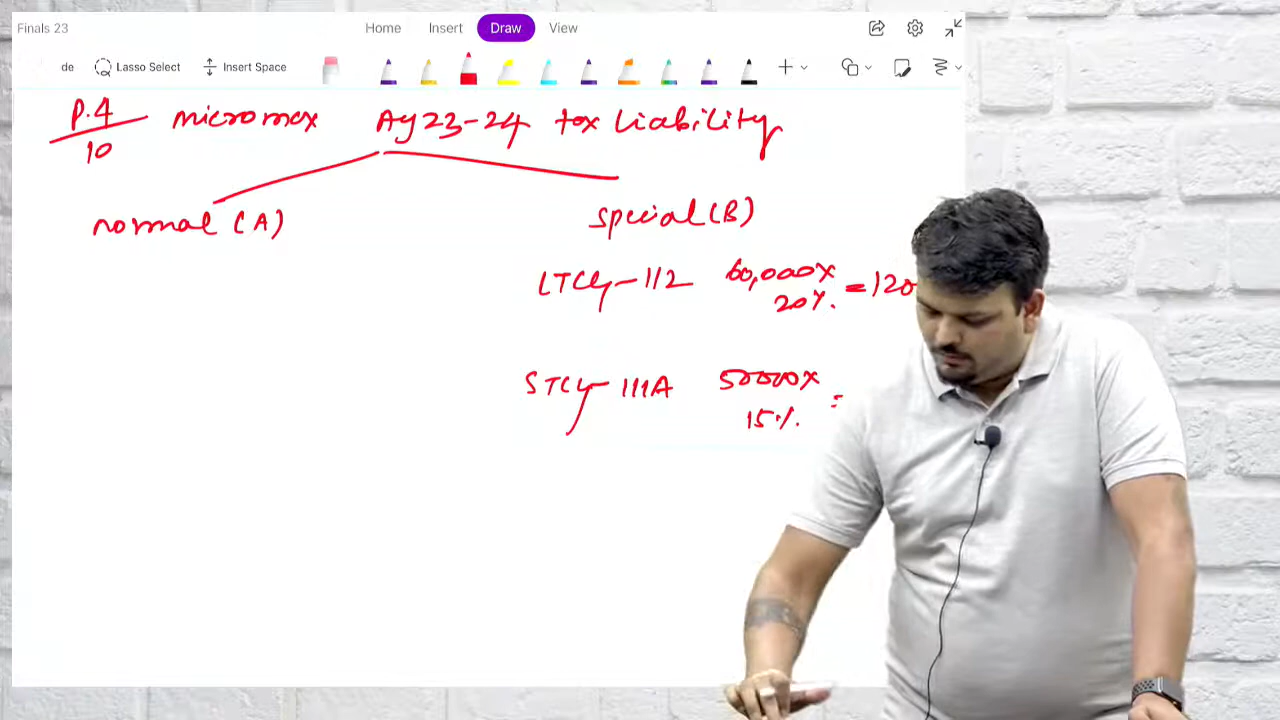 Finals 23
Home Insert Draw View
de Lasso Select Insert Space
P.4
10
micromax Ay23-24 tax liability
normal (A)
special (B)
LTCG-112 60,000x
20% = 120
STCG-111A 50000x
15% =